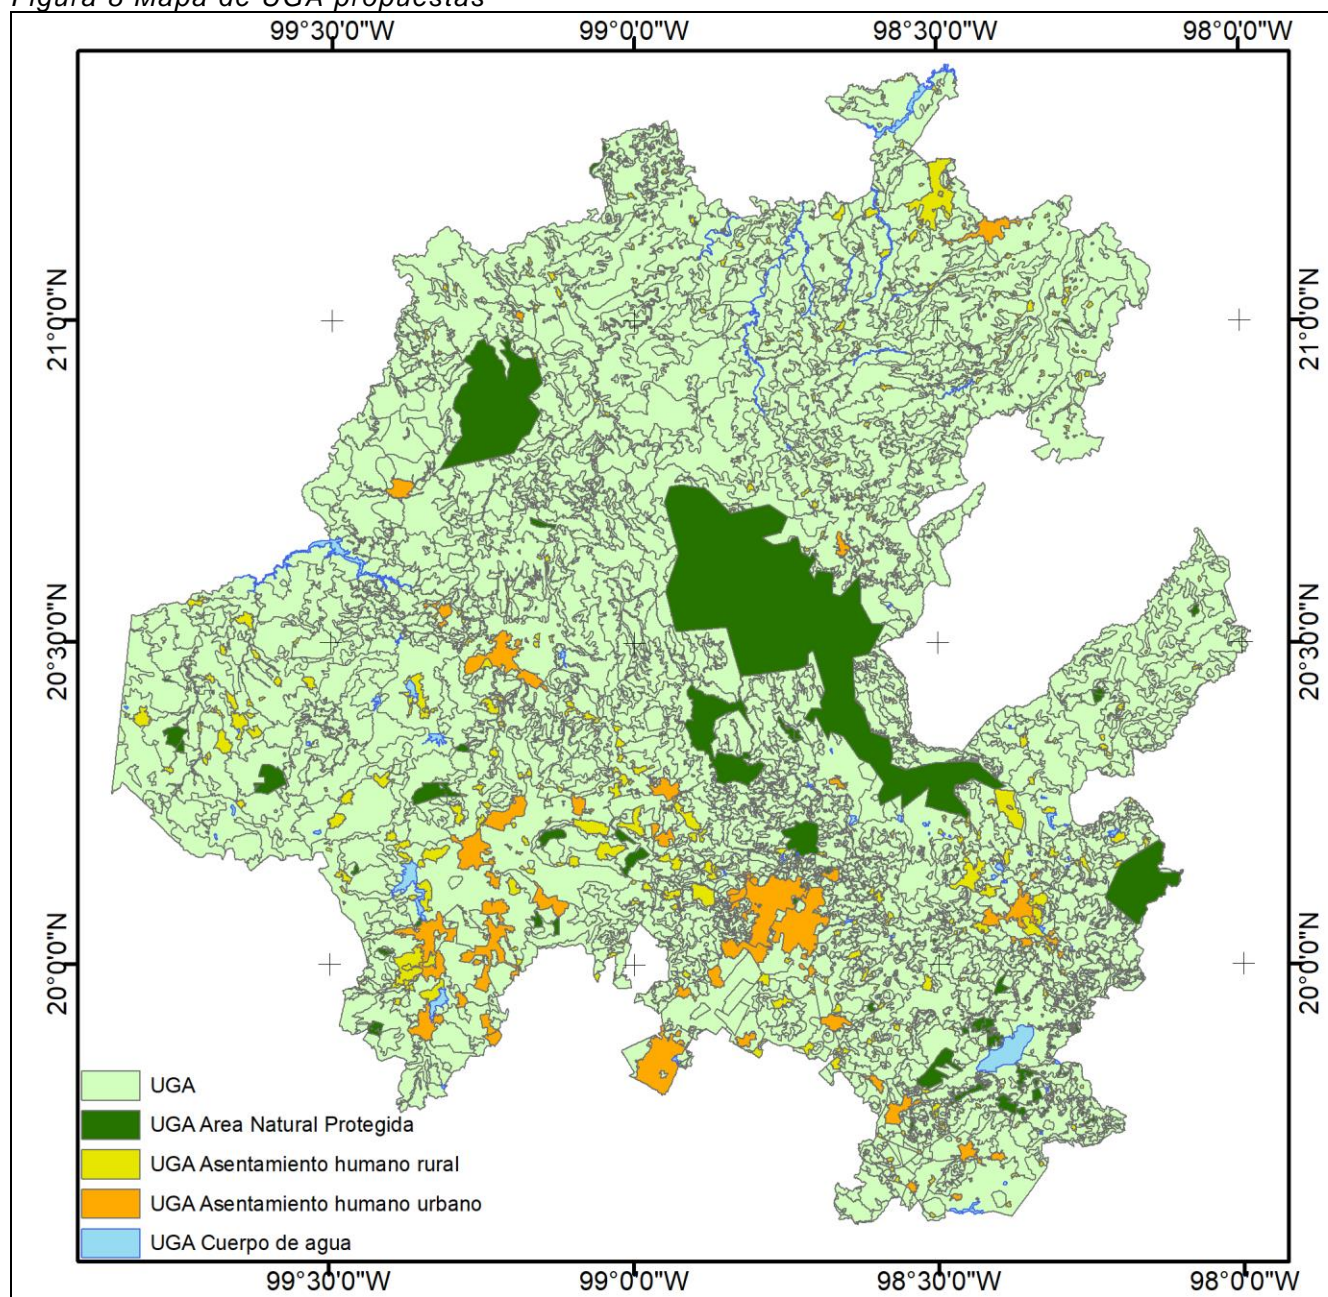 Figura 8 Mapa de UGA propuestas
99°30'0"W 99°0'0"W 98°30'0"W 98°0'0"W
21°0'0"N 21°0'0"N
20°30'0"N 20°30'0"N
20°0'0"N 20°0'0"N
UGA
UGA Area Natural Protegida
UGA Asentamiento humano rural
UGA Asentamiento humano urbano
UGA Cuerpo de agua
99°30'0"W 99°0'0"W 98°30'0"W 98°0'0"W